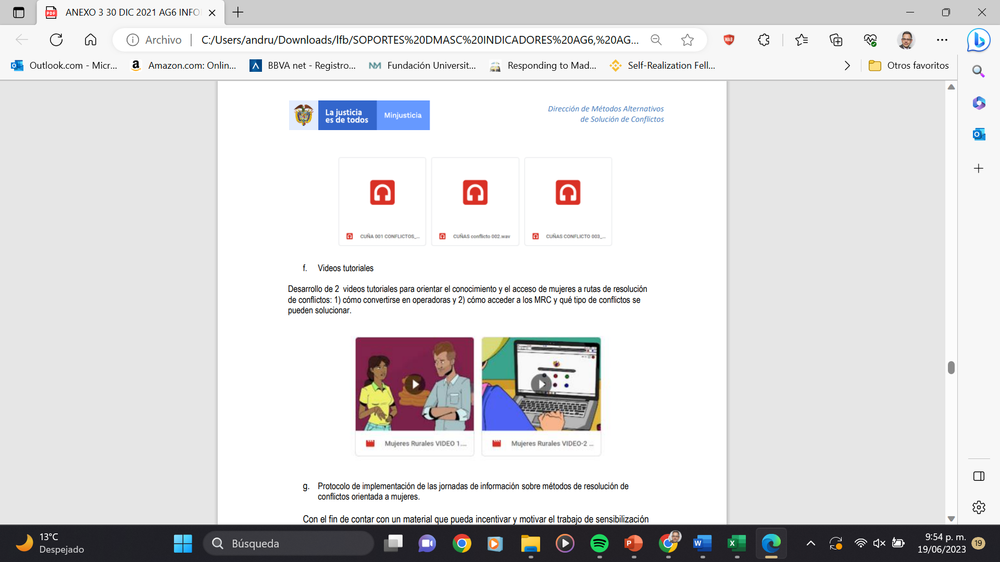 ANEXO 3 30 DIC 2021 AG6 INFO
Archivo
C:/Users/andru/Downloads/lfb/SOPORTES%20DMASC%20INDICADORES%20AG6,%20AG...
Outlook.com - Micr...
Amazon.com: Onlin...
BBVA net - Registro...
Fundación Universit...
Responding to Mad...
Self-Realization Fell...
Otros favoritos
La justicia
es de todos
Minjusticia
Dirección de Métodos Alternativos
de Solución de Conflictos
CUÑA 001 CONFLICTOS_...
CUÑAS conflicto 002.wav
CUÑAS CONFLICTO 003_...
f. Videos tutoriales
Desarrollo de 2 videos tutoriales para orientar el conocimiento y el acceso de mujeres a rutas de resolución
de conflictos: 1) cómo convertirse en operadoras y 2) cómo acceder a los MRC y qué tipo de conflictos se
pueden solucionar.
Mujeres Rurales VIDEO 1....
Mujeres Rurales VIDEO-2 ...
g. Protocolo de implementación de las jornadas de información sobre métodos de resolución de
conflictos orientada a mujeres.
Con el fin de contar con un material que pueda incentivar y motivar el trabajo de sensibilización
13°C
Despejado
Búsqueda
9:54 p. m.
19/06/2023
19